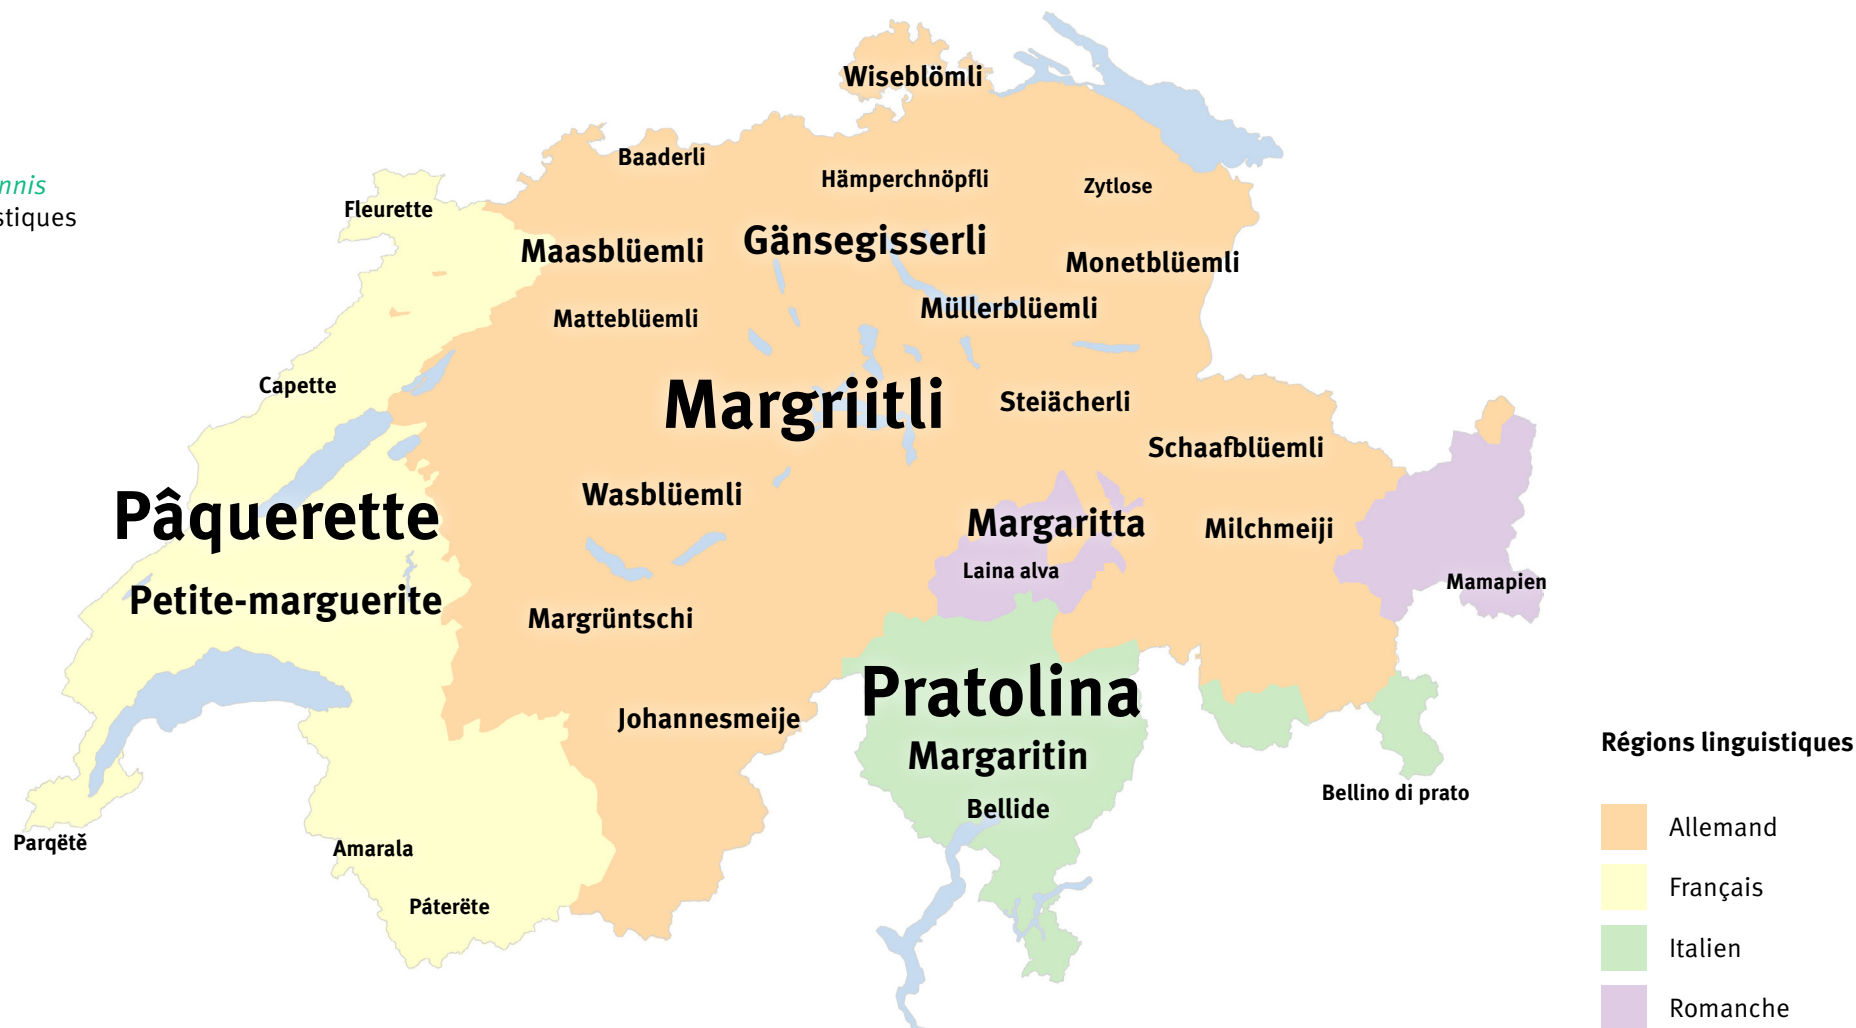 Wiseblömli
Baaderli
Hämperchnöpfli
Zytlose
nnis
stiques
Fleurette
Maasblüemli
Gänsegisserli
Monetblüemli
Matteblüemli
Müllerblüemli
Capette
Margriitli
Steiächerli
Schaafblüemli
Wasblüemli
Pâquerette
Margaritta
Milchmeiji
Laina alva
Mamapien
Petite-marguerite
Margrüntschi
Pratolina
Johannesmeije
Margaritin
Régions linguistiques
Bellide
Bellino di prato
Allemand
Parqëtĕ
Amarala
Français
Páterëte
Italien
Romanche